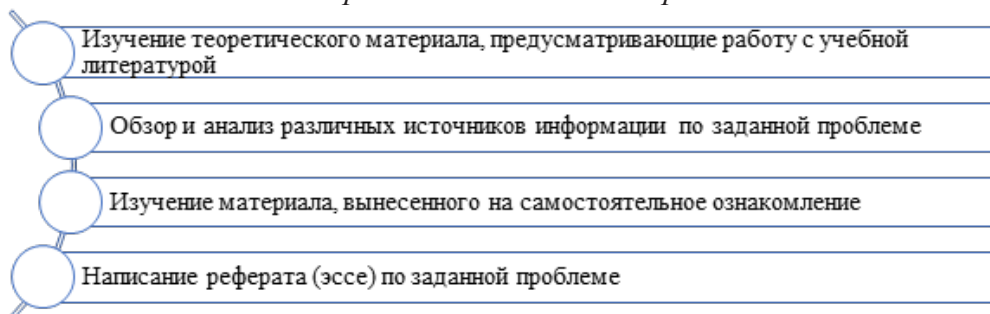 Изучение теоретического материала, предусматривающие работу с учебной
литературой
Обзор и анализ различных источников информации по заданной проблеме
Изучение материала, вынесенного на самостоятельное ознакомление
Написание реферата (эссе) по заданной проблеме